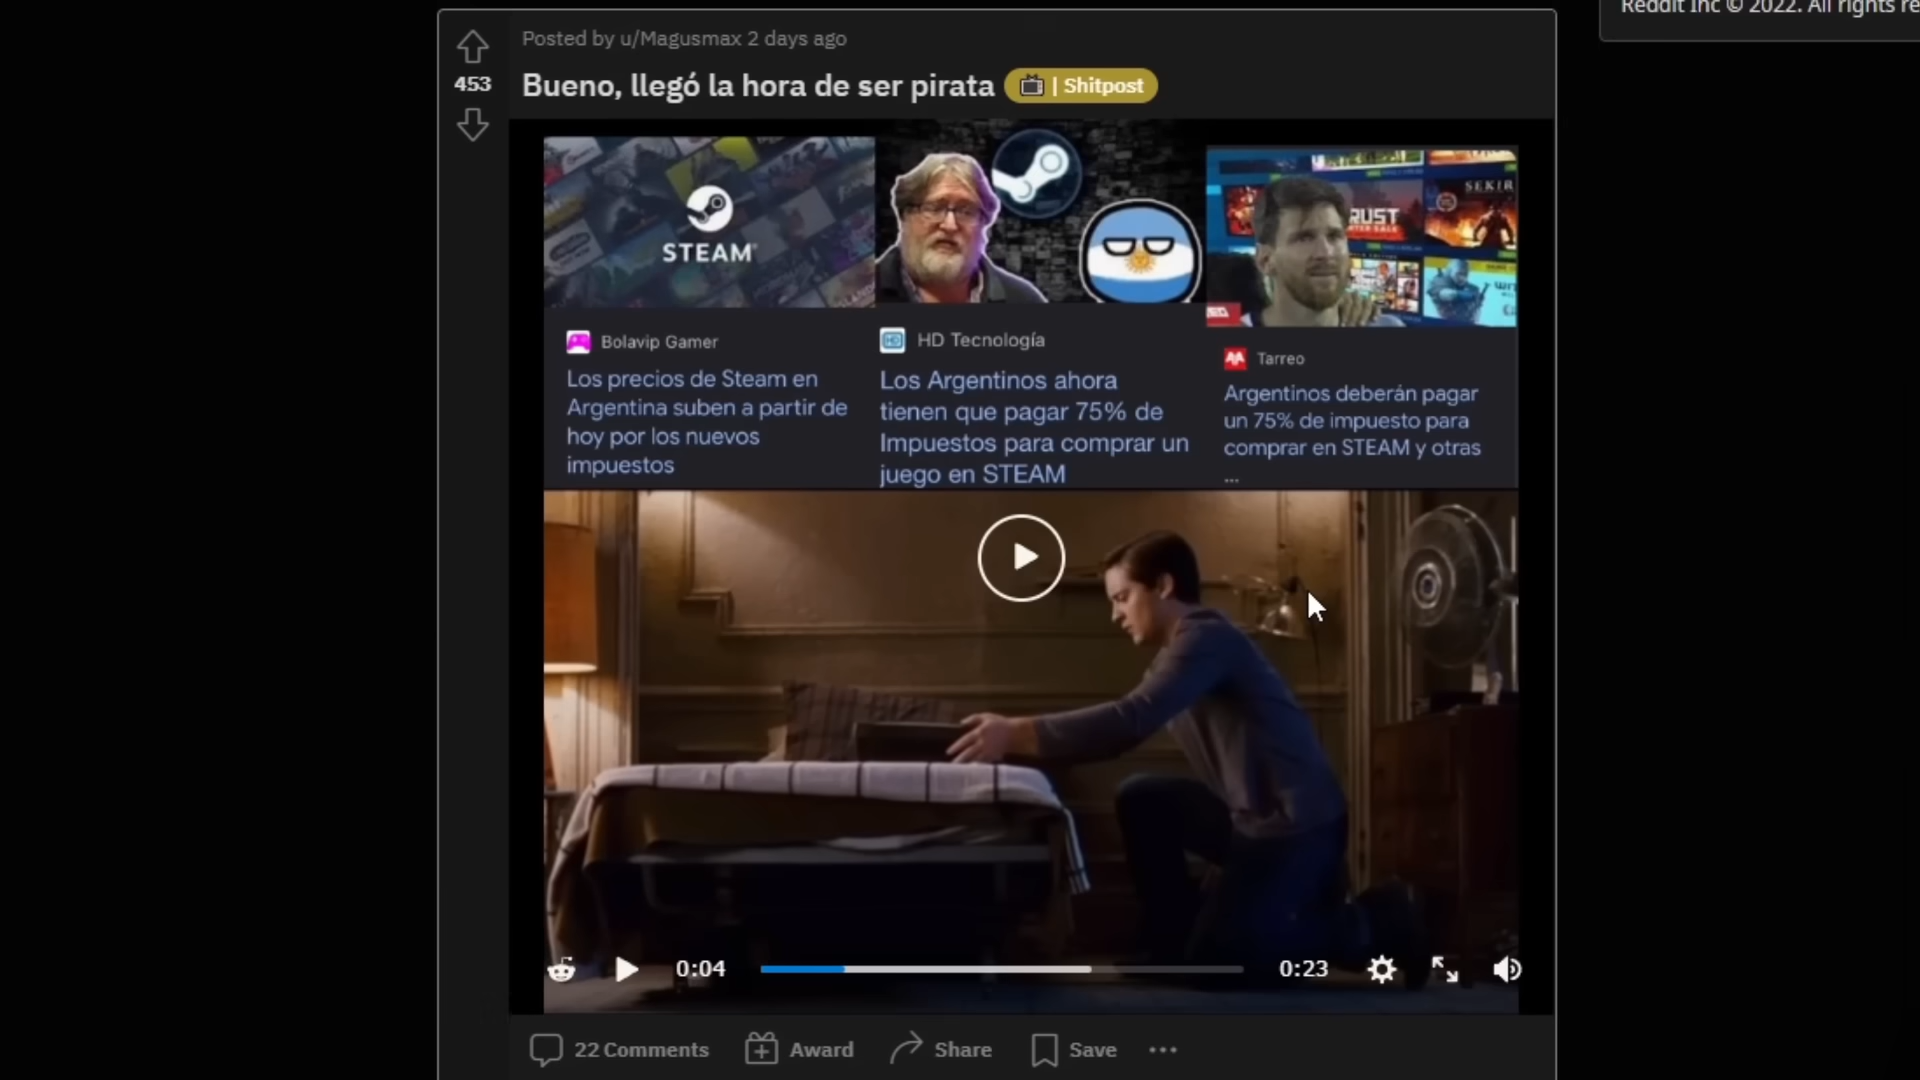 Reddit Inc © 2022. All rights re
Posted by u/Magusmax 2 days ago
453
Bueno, llegó la hora de ser pirata
| Shitpost
STEAM
RUST
SEKIR
Bolavip Gamer
Los precios de Steam en
Argentina suben a partir de
hoy por los nuevos
impuestos
HD Tecnología
Los Argentinos ahora
tienen que pagar 75% de
Impuestos para comprar un
juego en STEAM
Tarreo
Argentinos deberán pagar
un 75% de impuesto para
comprar en STEAM y otras
...
0:04
0:23
22 Comments
Award
Share
Save